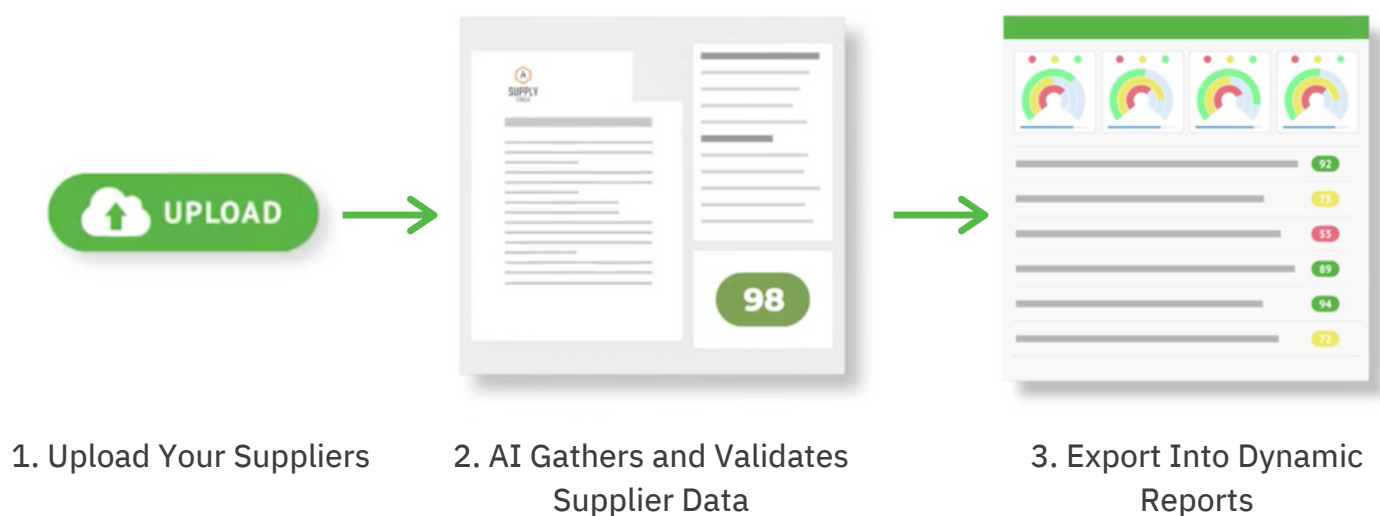 UPLOAD
A
SUPPLY
CIRCLE
98
92
75
55
89
94
72
1. Upload Your Suppliers
2. AI Gathers and Validates
Supplier Data
3. Export Into Dynamic
Reports